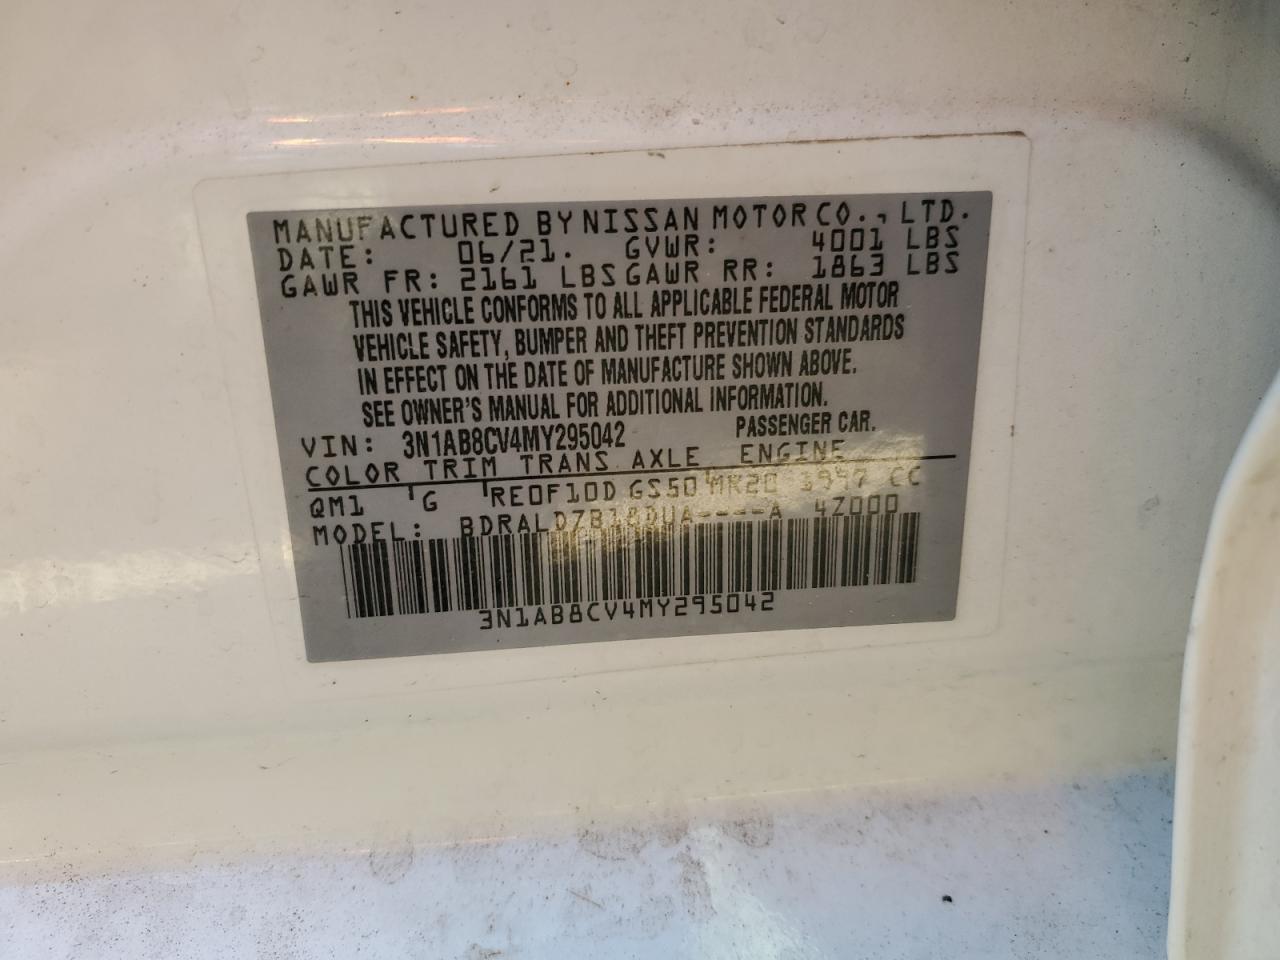 MANUFACTURED BY NISSAN MOTOR CO., LTD.
DATE: 06/21. GVWR: 4001 LBS
GAWR FR: 2161 LBS GAWR RR: 1863 LBS
THIS VEHICLE CONFORMS TO ALL APPLICABLE FEDERAL MOTOR
VEHICLE SAFETY, BUMPER AND THEFT PREVENTION STANDARDS
IN EFFECT ON THE DATE OF MANUFACTURE SHOWN ABOVE.
SEE OWNER'S MANUAL FOR ADDITIONAL INFORMATION.
VIN: 3N1AB8CV4MY295042 PASSENGER CAR.
COLOR TRIM TRANS AXLE ENGINE
QM1 G RE0F10D GS50 MR20 1997 CC
MODEL: BDRALDZB18DUA----A 4Z000
3N1AB8CV4MY295042